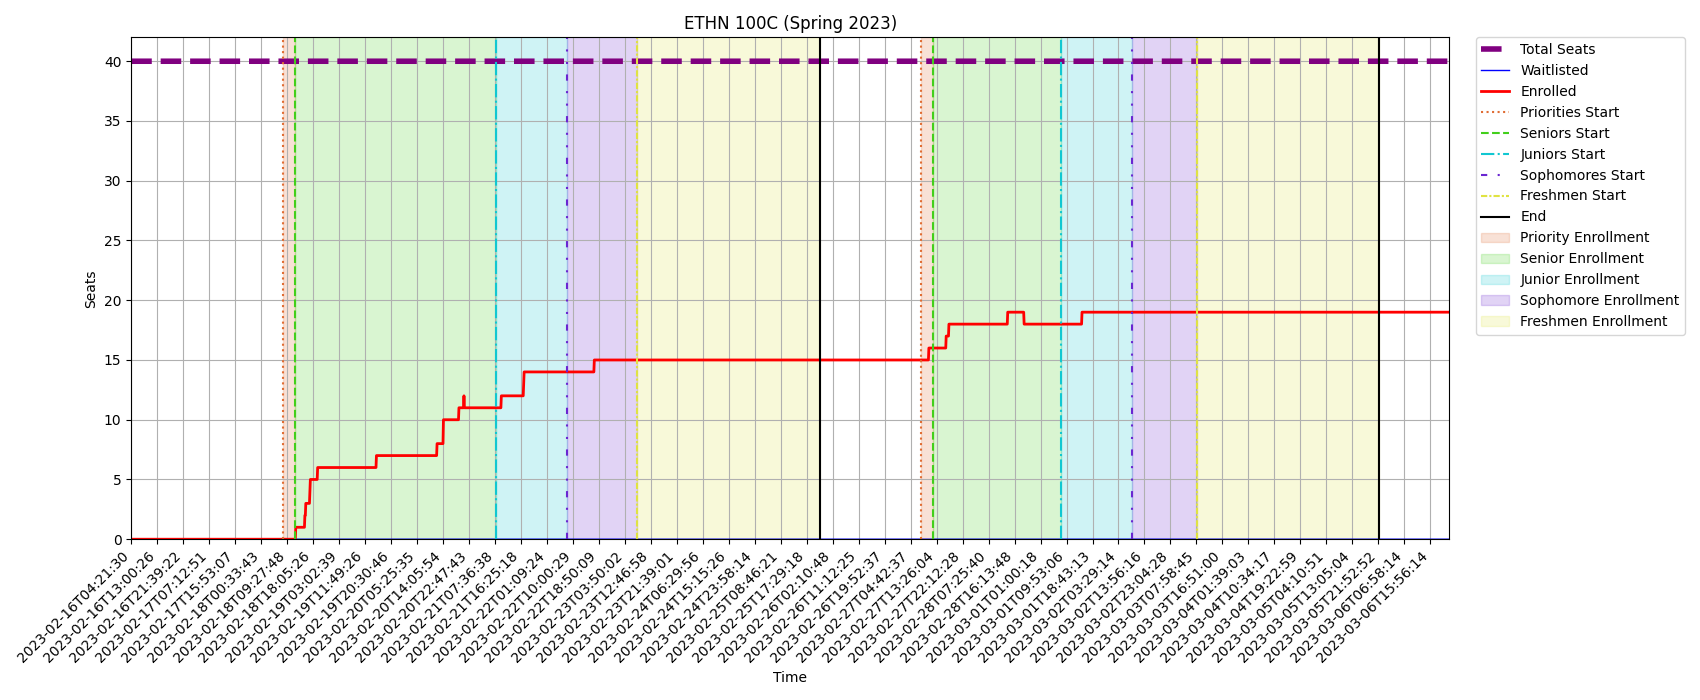 ETHN 100C (Spring 2023)
Seats
40
35
30
25
20
15
10
5
0
2023-02-16T04:21:30
2023-02-16T13:00:26
2023-02-16T21:39:22
2023-02-17T07:12:51
2023-02-17T15:53:07
2023-02-18T00:33:43
2023-02-18T09:27:48
2023-02-18T18:05:26
2023-02-19T03:02:39
2023-02-19T11:49:26
2023-02-19T20:30:46
2023-02-20T05:25:35
2023-02-20T14:05:54
2023-02-20T22:47:43
2023-02-21T07:36:38
2023-02-21T16:25:18
2023-02-22T01:09:24
2023-02-22T10:00:29
2023-02-22T18:50:09
2023-02-23T03:50:02
2023-02-23T12:46:58
2023-02-23T21:39:01
2023-02-24T06:29:56
2023-02-24T15:15:26
2023-02-24T23:58:14
2023-02-25T08:46:21
2023-02-25T17:29:18
2023-02-26T02:10:48
2023-02-26T11:12:25
2023-02-26T19:52:37
2023-02-27T04:42:37
2023-02-27T13:26:04
2023-02-27T22:12:28
2023-02-28T07:25:40
2023-02-28T16:13:48
2023-03-01T01:00:18
2023-03-01T09:53:06
2023-03-01T18:43:13
2023-03-02T03:29:14
2023-03-02T13:56:16
2023-03-02T23:04:28
2023-03-03T07:58:45
2023-03-03T16:51:00
2023-03-04T01:39:03
2023-03-04T10:34:17
2023-03-04T19:22:59
2023-03-05T04:10:51
2023-03-05T13:05:04
2023-03-05T21:52:52
2023-03-06T06:58:14
2023-03-06T15:56:14
Time
Total Seats
Waitlisted
Enrolled
Priorities Start
Seniors Start
Juniors Start
Sophomores Start
Freshmen Start
End
Priority Enrollment
Senior Enrollment
Junior Enrollment
Sophomore Enrollment
Freshmen Enrollment